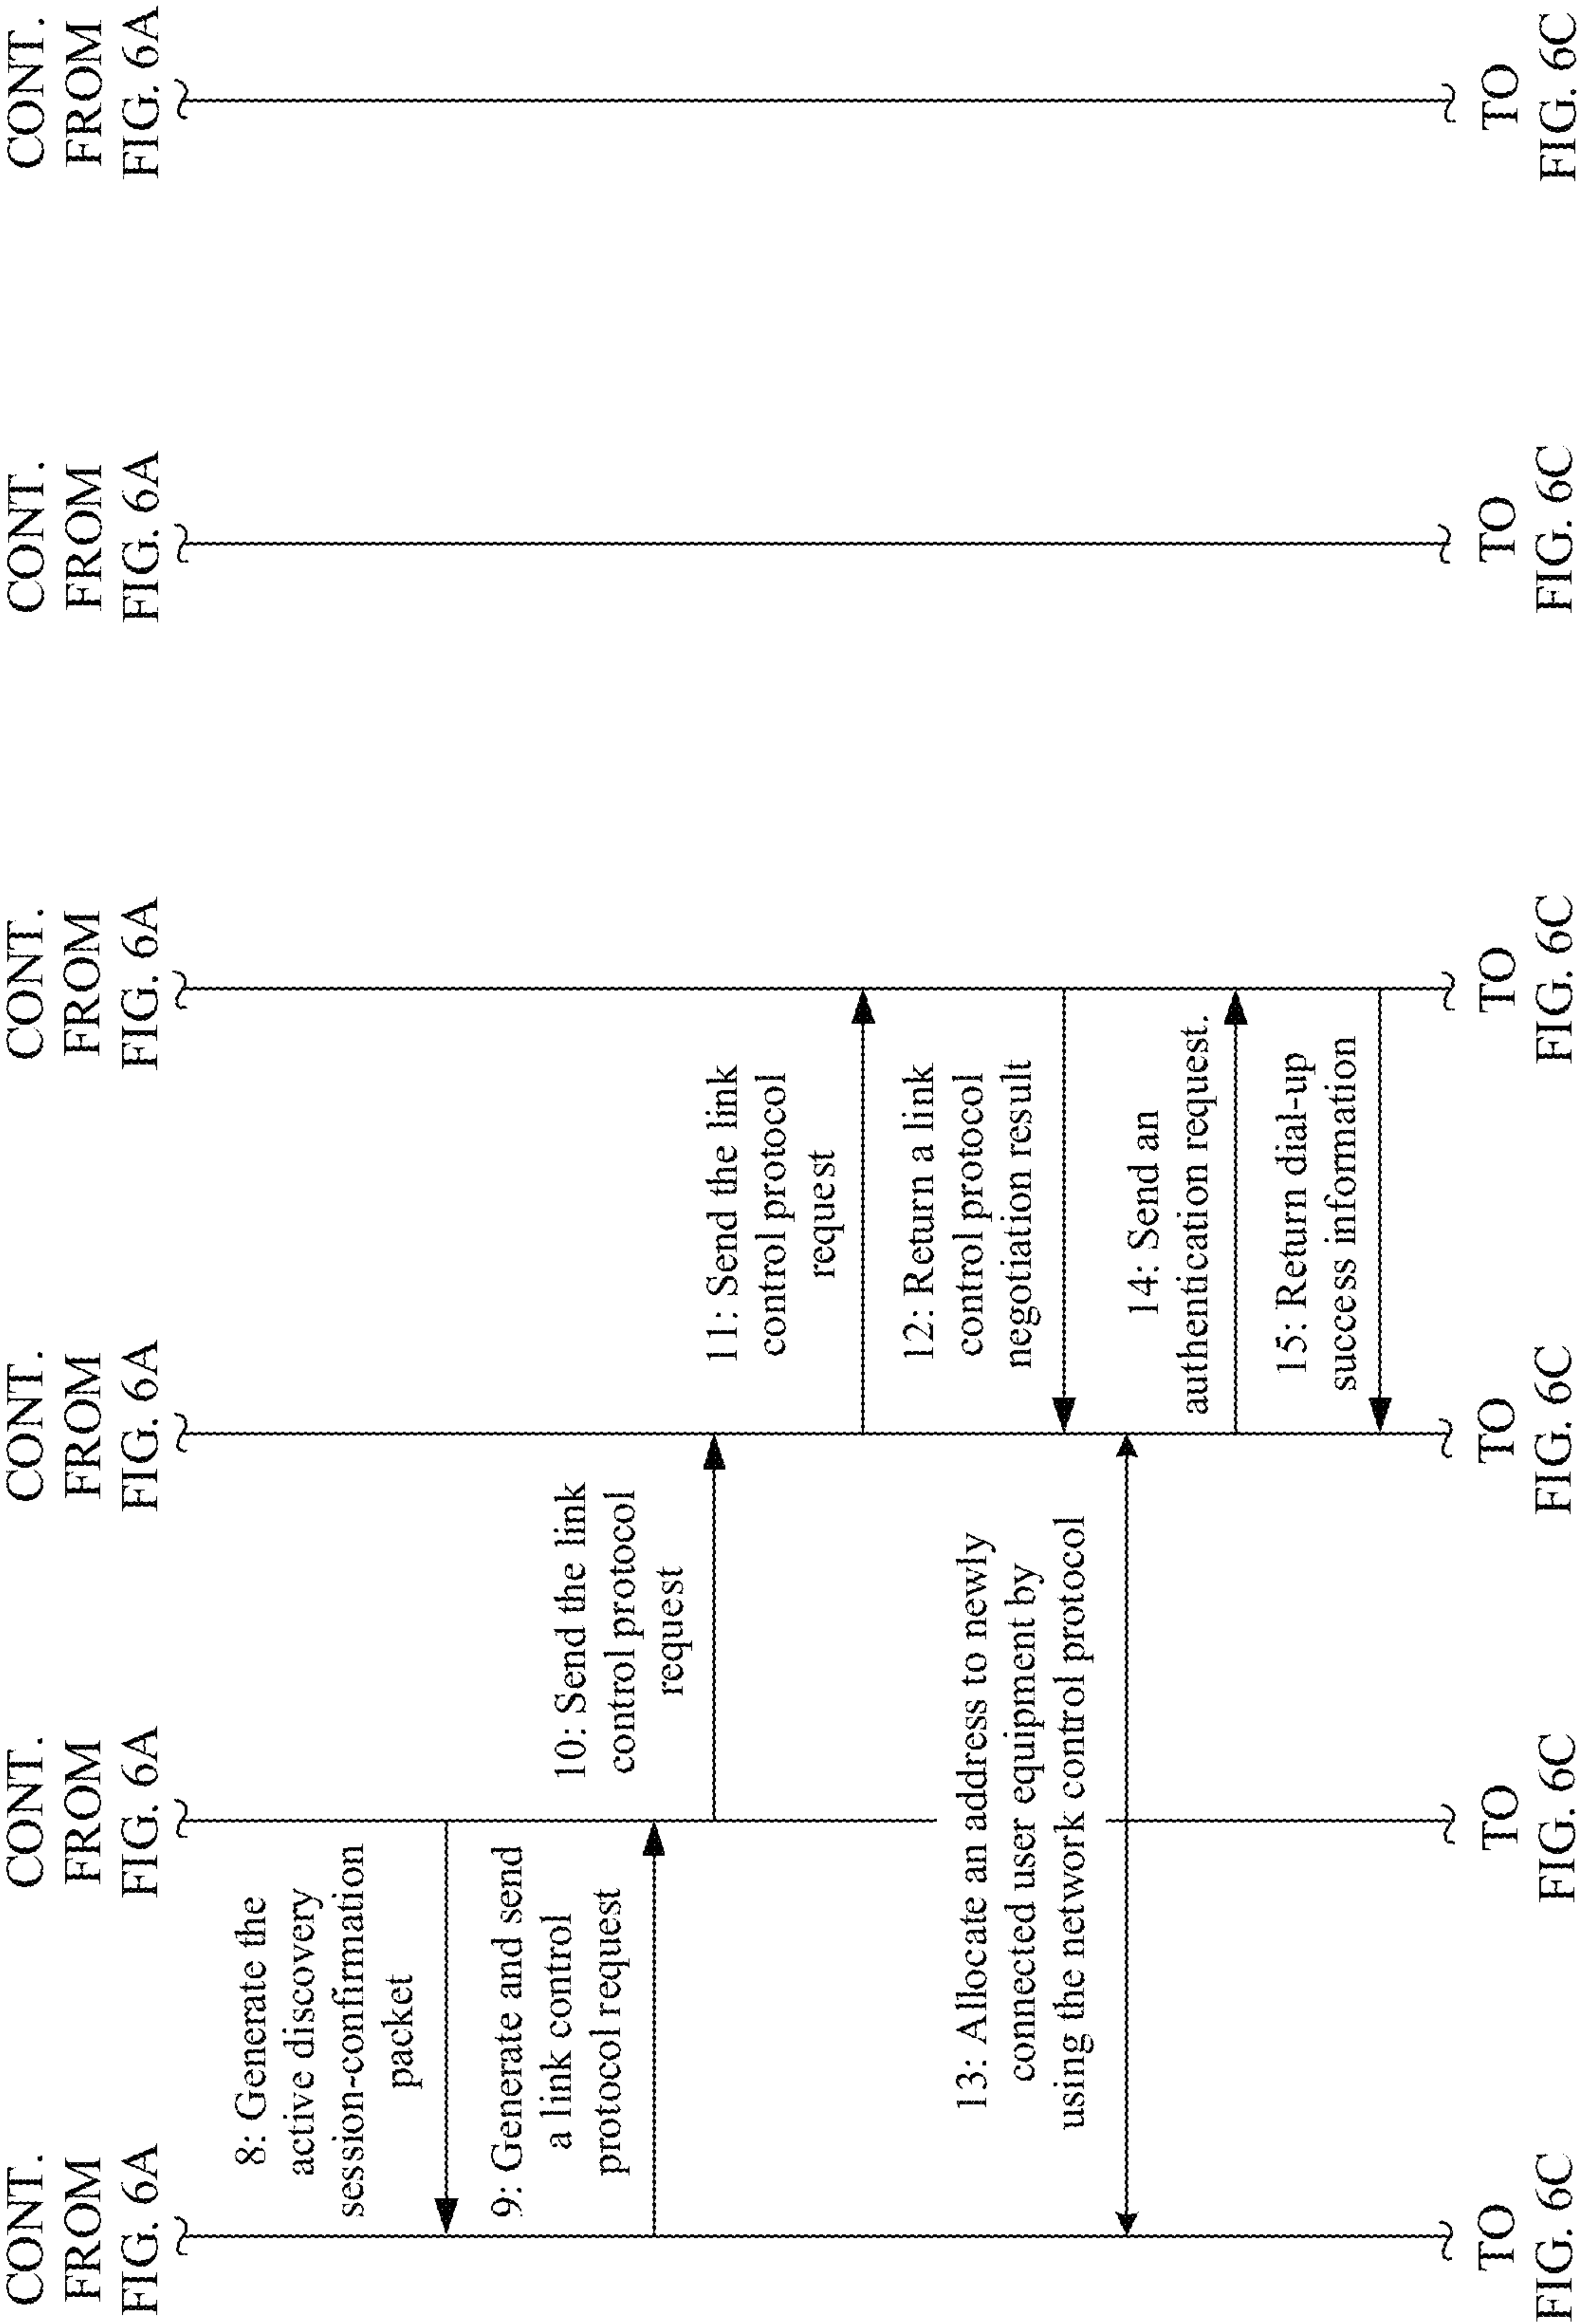 CONT.
FROM
FIG. 6A
CONT.
FROM
FIG. 6A
CONT.
FROM
FIG. 6A
CONT.
FROM
FIG. 6A
CONT.
FROM
FIG. 6A
CONT.
FROM
FIG. 6A
8: Generate the
active discovery
session-confirmation
packet
9: Generate and send
a link control
protocol request
10: Send the link
control protocol
request
11: Send the link
control protocol
request
12: Return a link
control protocol
negotiation result
13: Allocate an address to newly
connected user equipment by
using the network control protocol
14: Send an
authentication request.
15: Return dial-up
success information
TO
FIG. 6C
TO
FIG. 6C
TO
FIG. 6C
TO
FIG. 6C
TO
FIG. 6C
TO
FIG. 6C